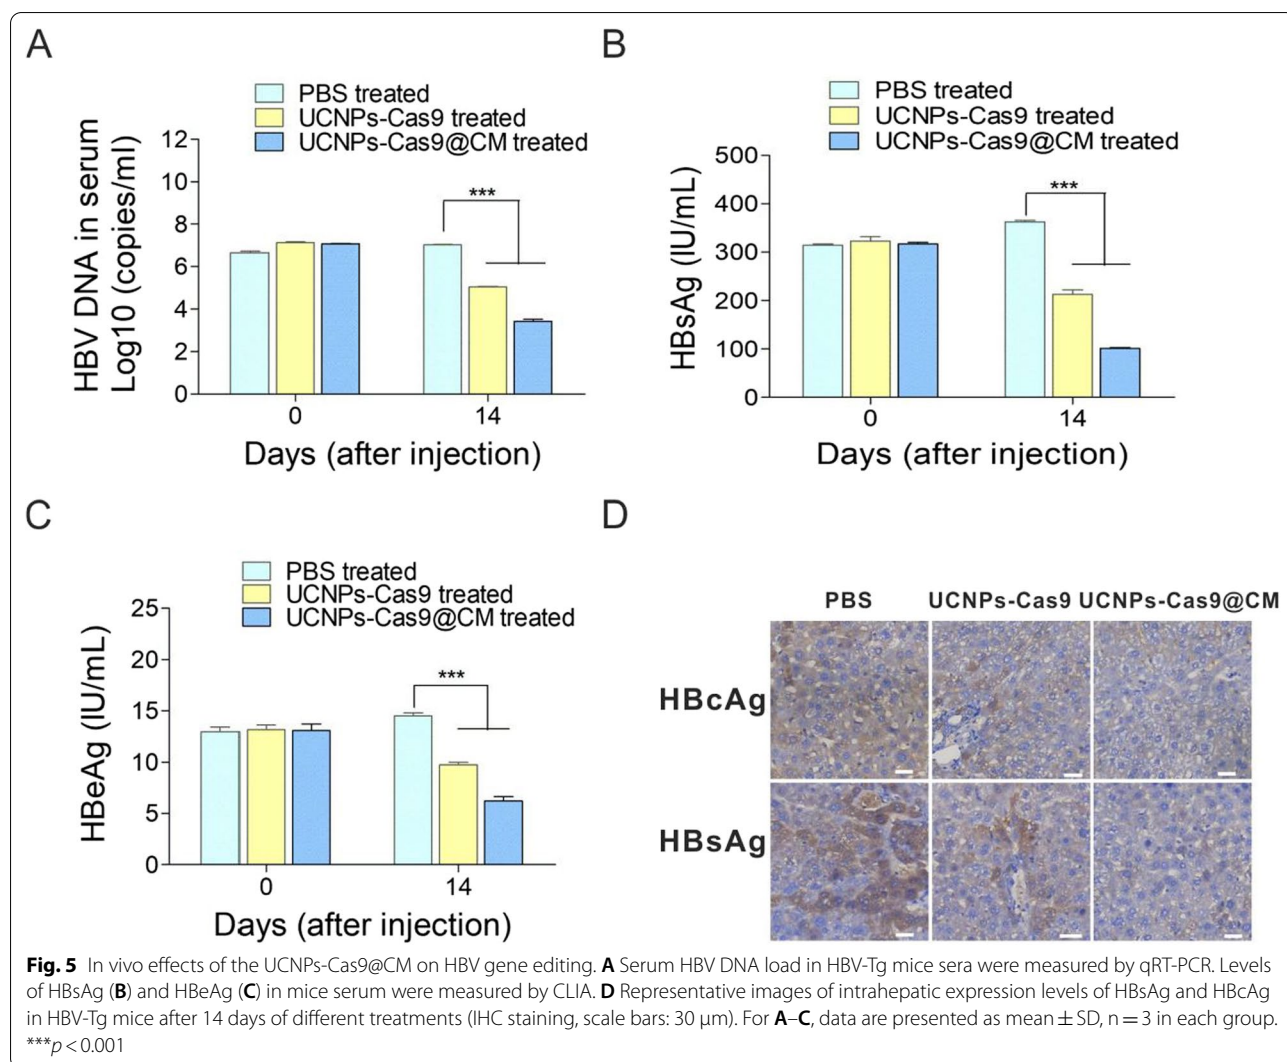 A
PBS treated
UCNPs-Cas9 treated
UCNPs-Cas9@CM treated
HBV DNA in serum
Log10 (copies/ml)
12
10
8
6
4
2
0
***
0
14
Days (after injection)
B
PBS treated
UCNPs-Cas9 treated
UCNPs-Cas9@CM treated
HBsAg (IU/mL)
500
400
300
200
100
0
***
0
14
Days (after injection)
C
PBS treated
UCNPs-Cas9 treated
UCNPs-Cas9@CM treated
HBeAg (IU/mL)
25
20
15
10
5
0
***
0
14
Days (after injection)
D
PBS UCNPs-Cas9 UCNPs-Cas9@CM
HBcAg
HBsAg
Fig. 5 In vivo effects of the UCNPs-Cas9@CM on HBV gene editing. A Serum HBV DNA load in HBV-Tg mice sera were measured by qRT-PCR. Levels
of HBsAg (B) and HBeAg (C) in mice serum were measured by CLIA. D Representative images of intrahepatic expression levels of HBsAg and HBcAg
in HBV-Tg mice after 14 days of different treatments (IHC staining, scale bars: 30 μm). For A–C, data are presented as mean ± SD, n = 3 in each group.
***p < 0.001